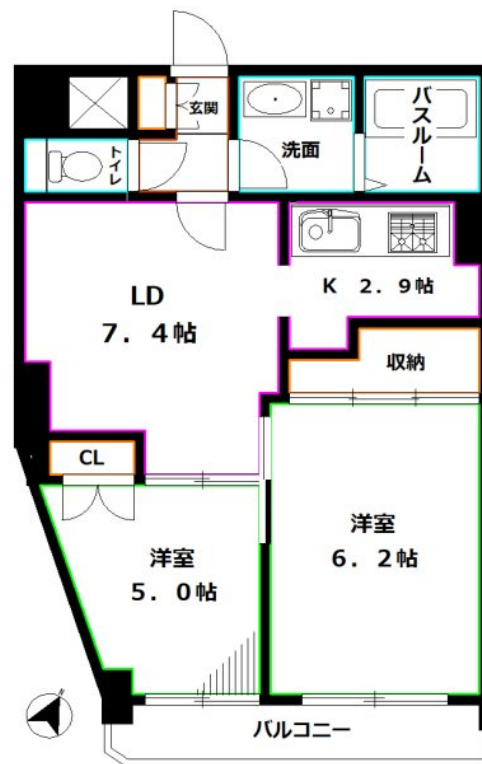 玄関
洗面
バスルーム
トイレ
LD
7.4帖
K 2.9帖
収納
CL
洋室
5.0帖
洋室
6.2帖
バルコニー
N